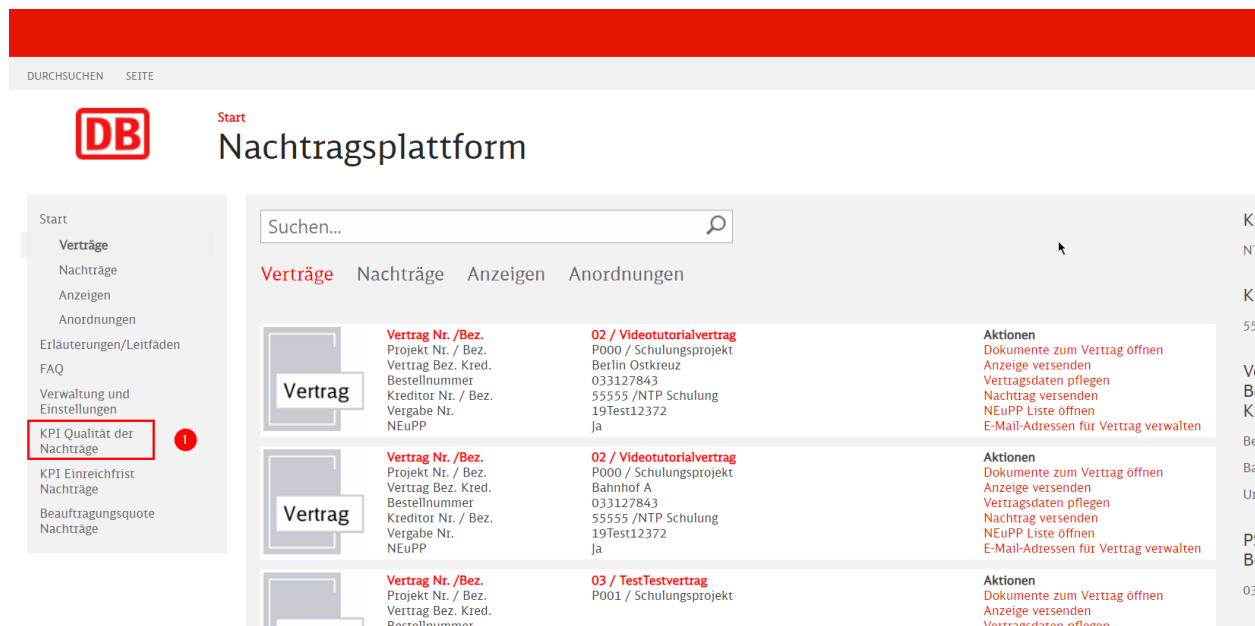 DURCHSUCHEN SEITE
DB
Start
Nachtragsplattform
Start
Verträge
Nachträge
Anzeigen
Anordnungen
Erläuterungen/Leitfäden
FAQ
Verwaltung und
Einstellungen
KPI Qualität der
Nachträge
1
KPI Einreichfrist
Nachträge
Beauftragungsquote
Nachträge
Suchen...
Verträge Nachträge Anzeigen Anordnungen
Vertrag
Vertrag Nr. /Bez. 02 / Videotutorialvertrag
Projekt Nr. / Bez. P000 / Schulungsprojekt
Vertrag Bez. Kred. Berlin Ostkreuz
Bestellnummer 033127843
Kreditor Nr. / Bez. 55555 /NTP Schulung
Vergabe Nr. 19Test12372
NEuPP Ja
Aktionen
Dokumente zum Vertrag öffnen
Anzeige versenden
Vertragsdaten pflegen
Nachtrag versenden
NEuPP Liste öffnen
E-Mail-Adressen für Vertrag verwalten
Vertrag
Vertrag Nr. /Bez. 02 / Videotutorialvertrag
Projekt Nr. / Bez. P000 / Schulungsprojekt
Vertrag Bez. Kred. Bahnhof A
Bestellnummer 033127843
Kreditor Nr. / Bez. 55555 /NTP Schulung
Vergabe Nr. 19Test12372
NEuPP Ja
Aktionen
Dokumente zum Vertrag öffnen
Anzeige versenden
Vertragsdaten pflegen
Nachtrag versenden
NEuPP Liste öffnen
E-Mail-Adressen für Vertrag verwalten
Vertrag Nr. /Bez. 03 / TestTestvertrag
Projekt Nr. / Bez. P001 / Schulungsprojekt
Vertrag Bez. Kred.
Bestellnummer
Aktionen
Dokumente zum Vertrag öffnen
Anzeige versenden
Vertragsdaten pflegen